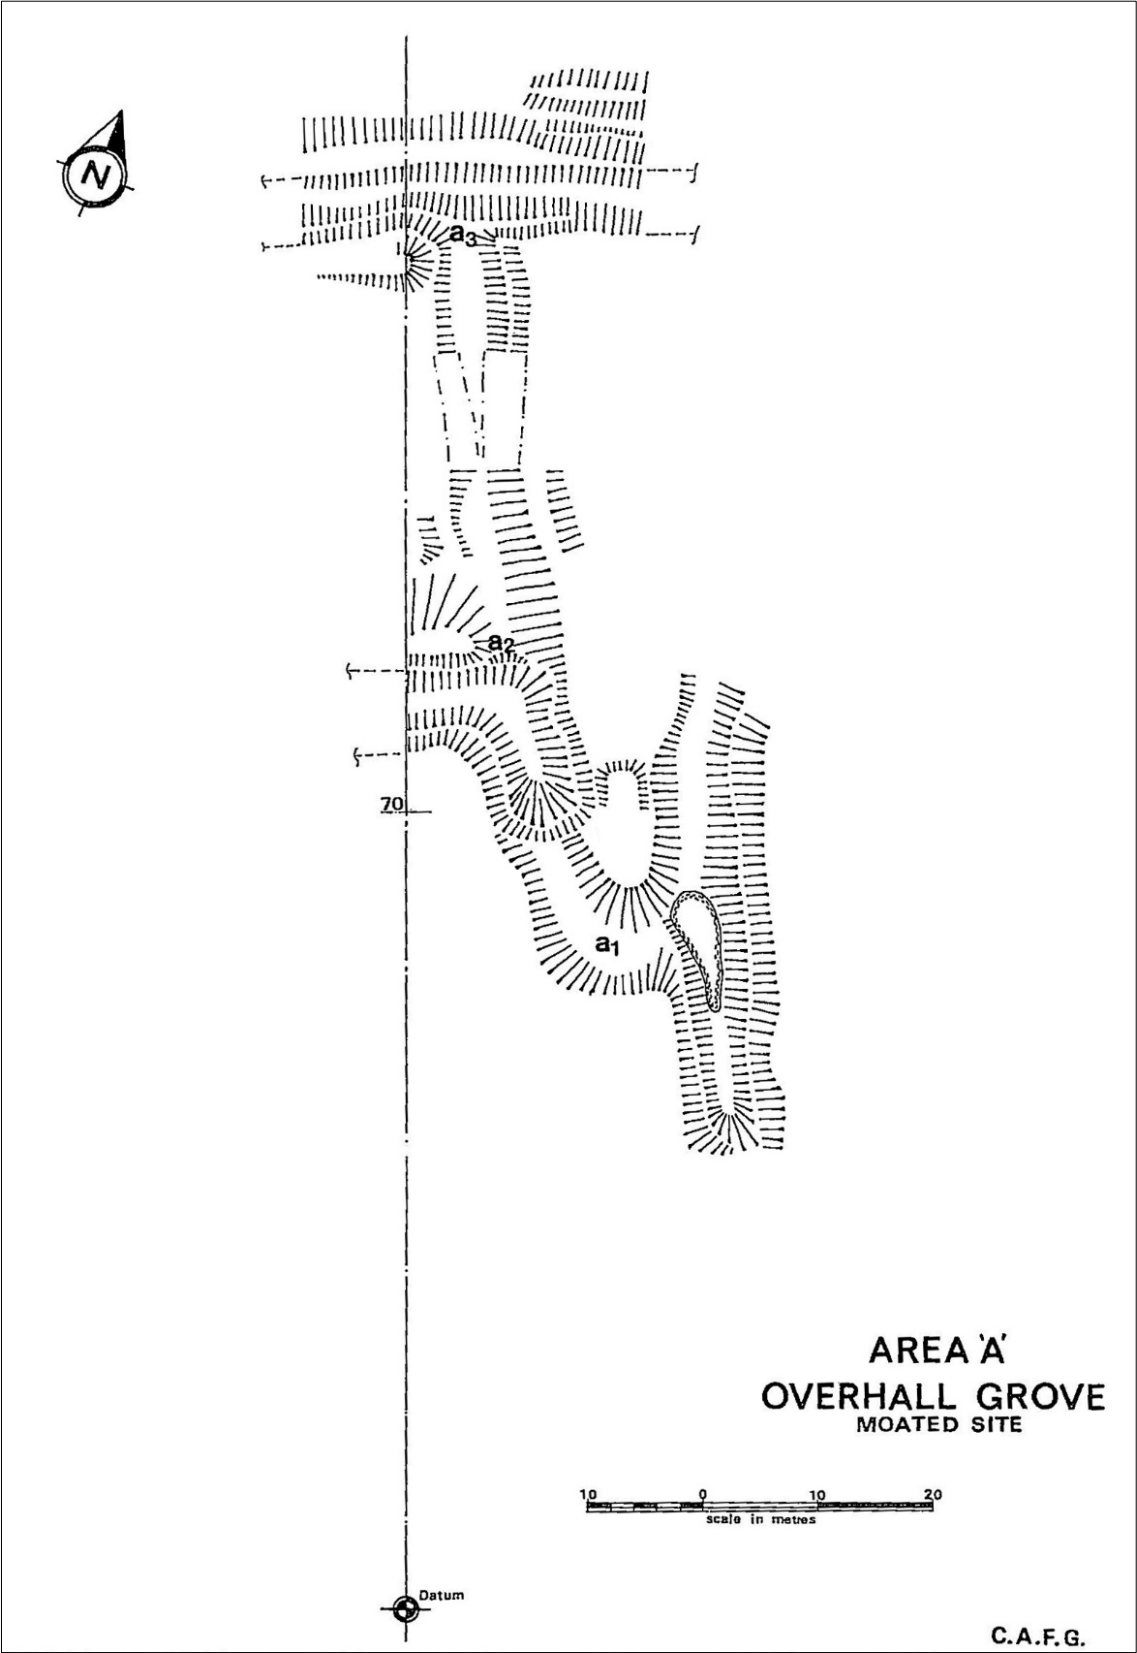 N
a3
a2
70
a1
AREA 'A'
OVERHALL GROVE
MOATED SITE
10 0 10 20
scale in metres
Datum
C.A.F.G.